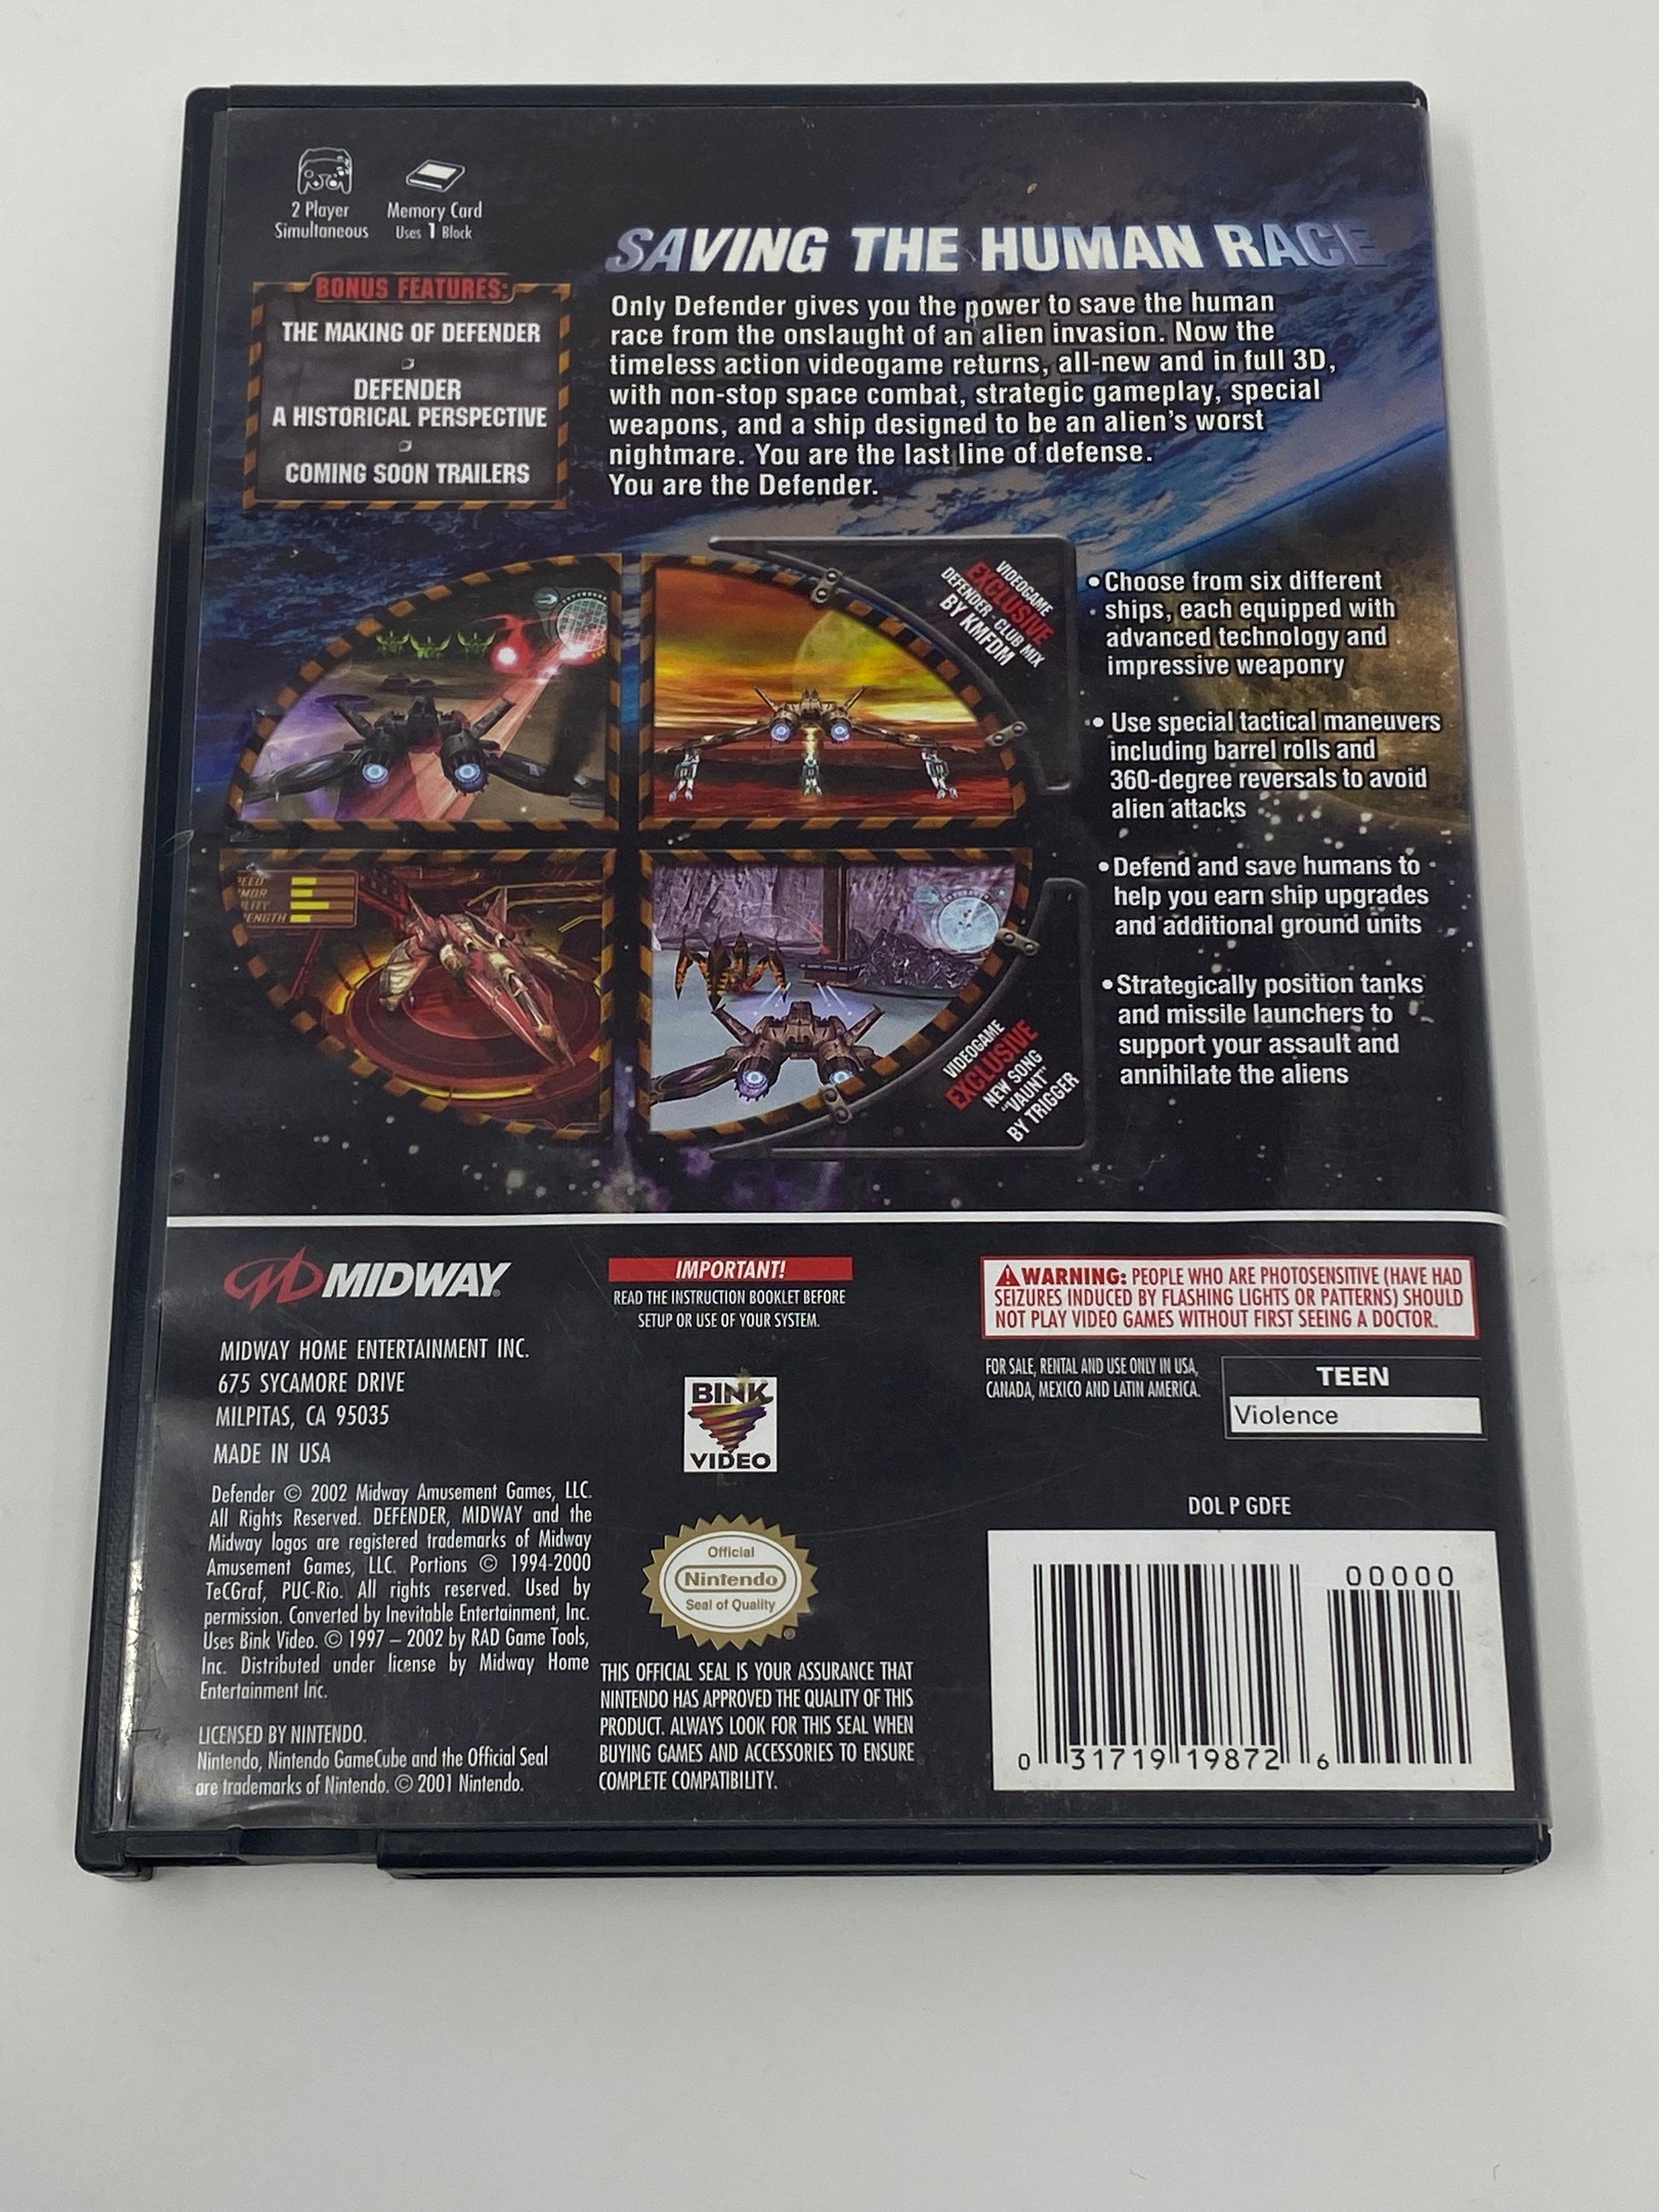 2 Player
Simultaneous
Memory Card
Uses 1 Block
BONUS FEATURES:
THE MAKING OF DEFENDER
DEFENDER
A HISTORICAL PERSPECTIVE
COMING SOON TRAILERS
SAVING THE HUMAN RACE
Only Defender gives you the power to save the human
race from the onslaught of an alien invasion. Now the
timeless action videogame returns, all-new and in full 3D,
with non-stop space combat, strategic gameplay, special
weapons, and a ship designed to be an alien's worst
nightmare. You are the last line of defense.
You are the Defender.
VIDEOGAME
EXCLUSIVE
DEFENDER - CLUB MIX
BY KMFDM
•Choose from six different
ships, each equipped with
advanced technology and
impressive weaponry
• Use special tactical maneuvers
including barrel rolls and
360-degree reversals to avoid
alien attacks
•Defend and save humans to
help you earn ship upgrades
and additional ground units
•Strategically position tanks
and missile launchers to
support your assault and
annihilate the aliens
VIDEOGAME
EXCLUSIVE
NEW SONG
"VAUNT"
BY TRIGGER
MIDWAY
MIDWAY HOME ENTERTAINMENT INC.
675 SYCAMORE DRIVE
MILPITAS, CA 95035
MADE IN USA
Defender © 2002 Midway Amusement Games, LLC.
All Rights Reserved. DEFENDER, MIDWAY and the
Midway logos are registered trademarks of Midway
Amusement Games, LLC. Portions © 1994-2000
TeCGraf, PUC-Rio. All rights reserved. Used by
permission. Converted by Inevitable Entertainment, Inc.
Uses Bink Video. © 1997 – 2002 by RAD Game Tools,
Inc. Distributed under license by Midway Home
Entertainment Inc.
LICENSED BY NINTENDO.
Nintendo, Nintendo GameCube and the Official Seal
are trademarks of Nintendo. © 2001 Nintendo.
IMPORTANT!
READ THE INSTRUCTION BOOKLET BEFORE
SETUP OR USE OF YOUR SYSTEM.
BINK
VIDEO
Official
Nintendo
Seal of Quality
THIS OFFICIAL SEAL IS YOUR ASSURANCE THAT
NINTENDO HAS APPROVED THE QUALITY OF THIS
PRODUCT. ALWAYS LOOK FOR THIS SEAL WHEN
BUYING GAMES AND ACCESSORIES TO ENSURE
COMPLETE COMPATIBILITY.
WARNING: PEOPLE WHO ARE PHOTOSENSITIVE (HAVE HAD
SEIZURES INDUCED BY FLASHING LIGHTS OR PATTERNS) SHOULD
NOT PLAY VIDEO GAMES WITHOUT FIRST SEEING A DOCTOR.
FOR SALE, RENTAL AND USE ONLY IN USA,
CANADA, MEXICO AND LATIN AMERICA.
TEEN
Violence
DOL P GDFE
00000
0 31719 19872 6